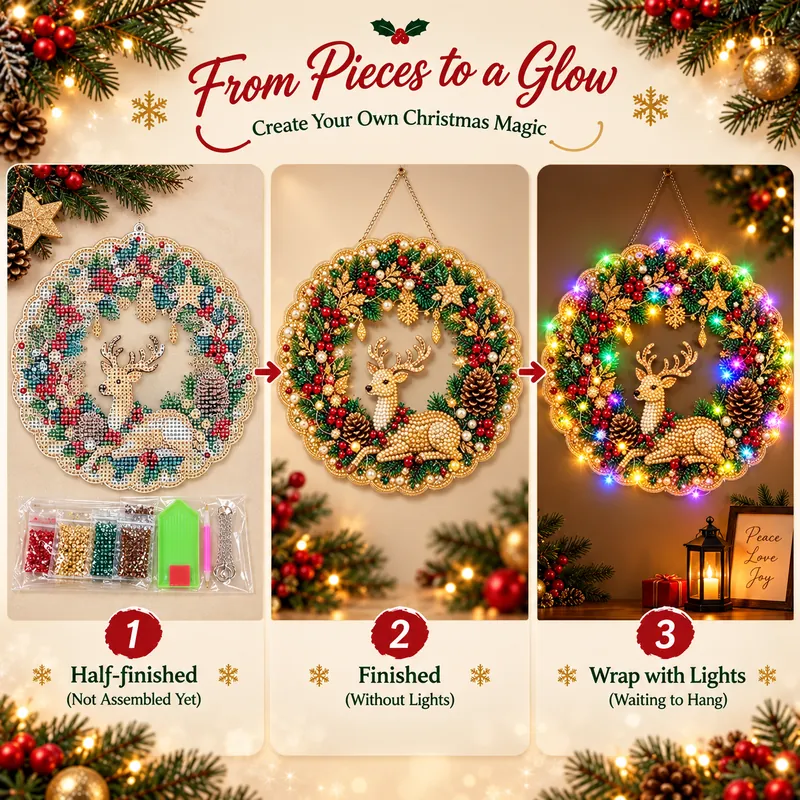 From Pieces to a Glow
Create Your Own Christmas Magic
1
Half-finished
(Not Assembled Yet)
2
Finished
(Without Lights)
3
Wrap with Lights
(Waiting to Hang)
Peace
Love
Joy